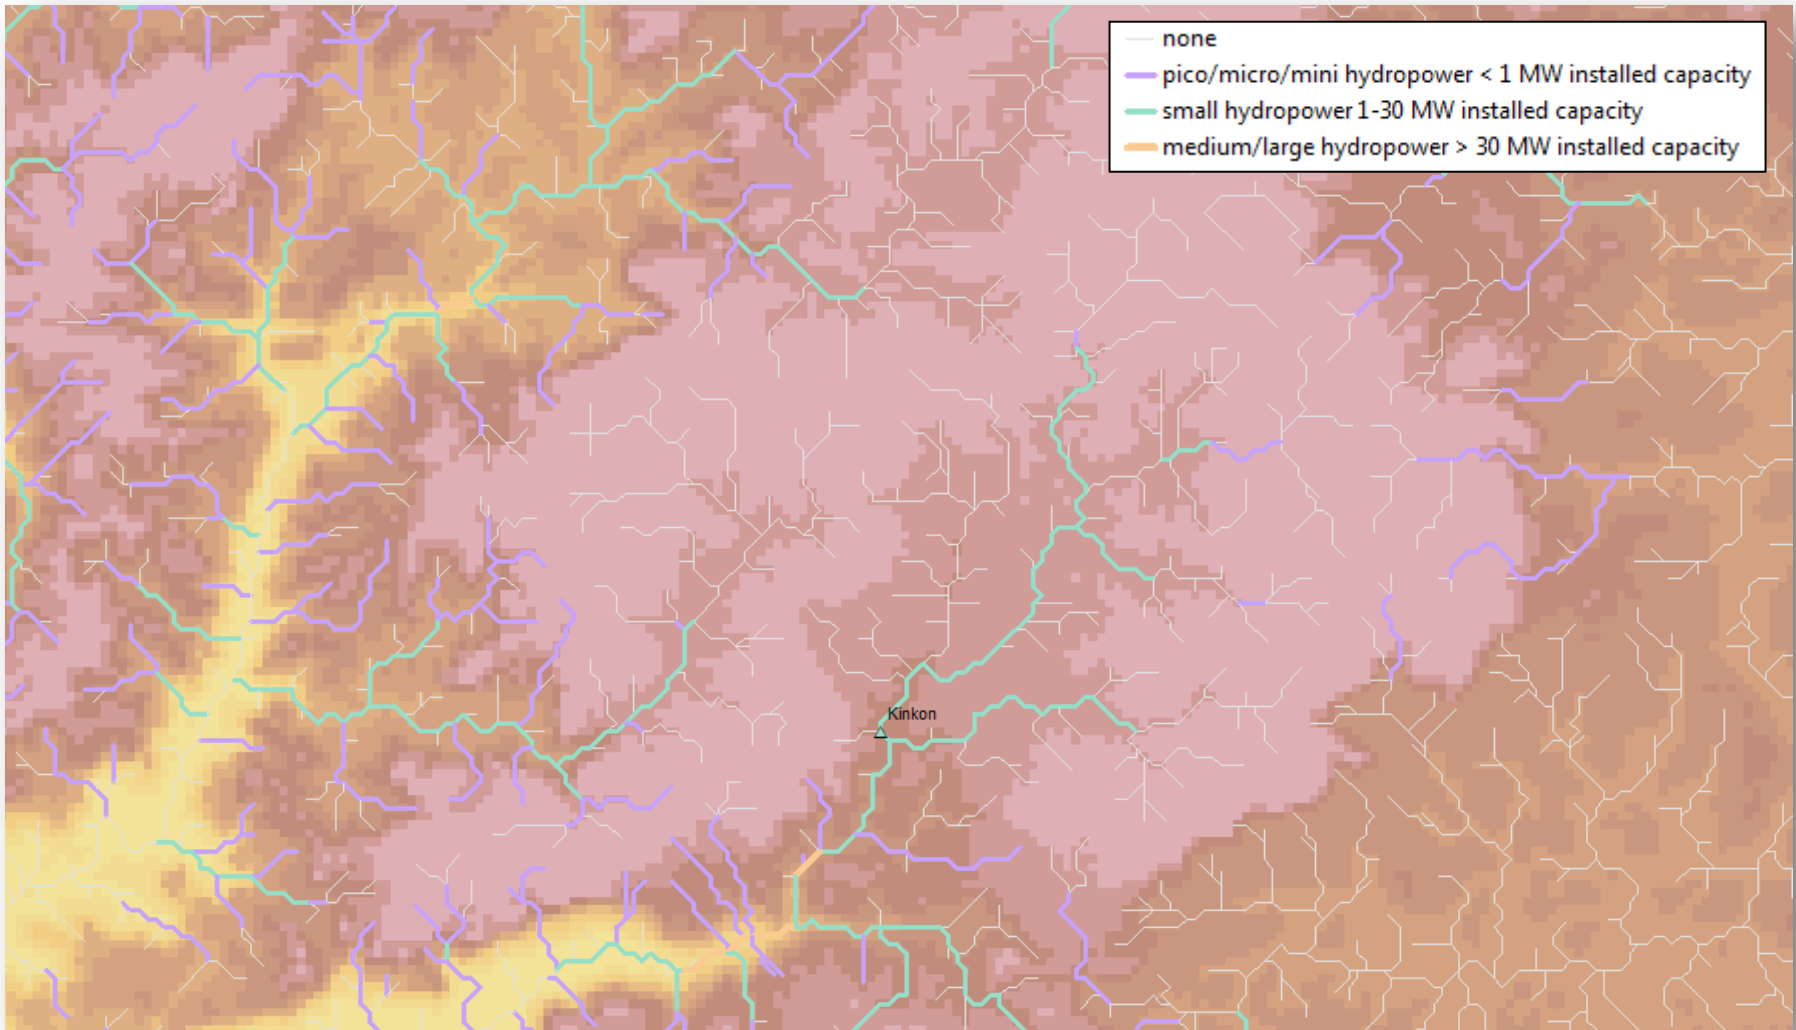 none
pico/micro/mini hydropower < 1 MW installed capacity
small hydropower 1-30 MW installed capacity
medium/large hydropower > 30 MW installed capacity
Kinkon